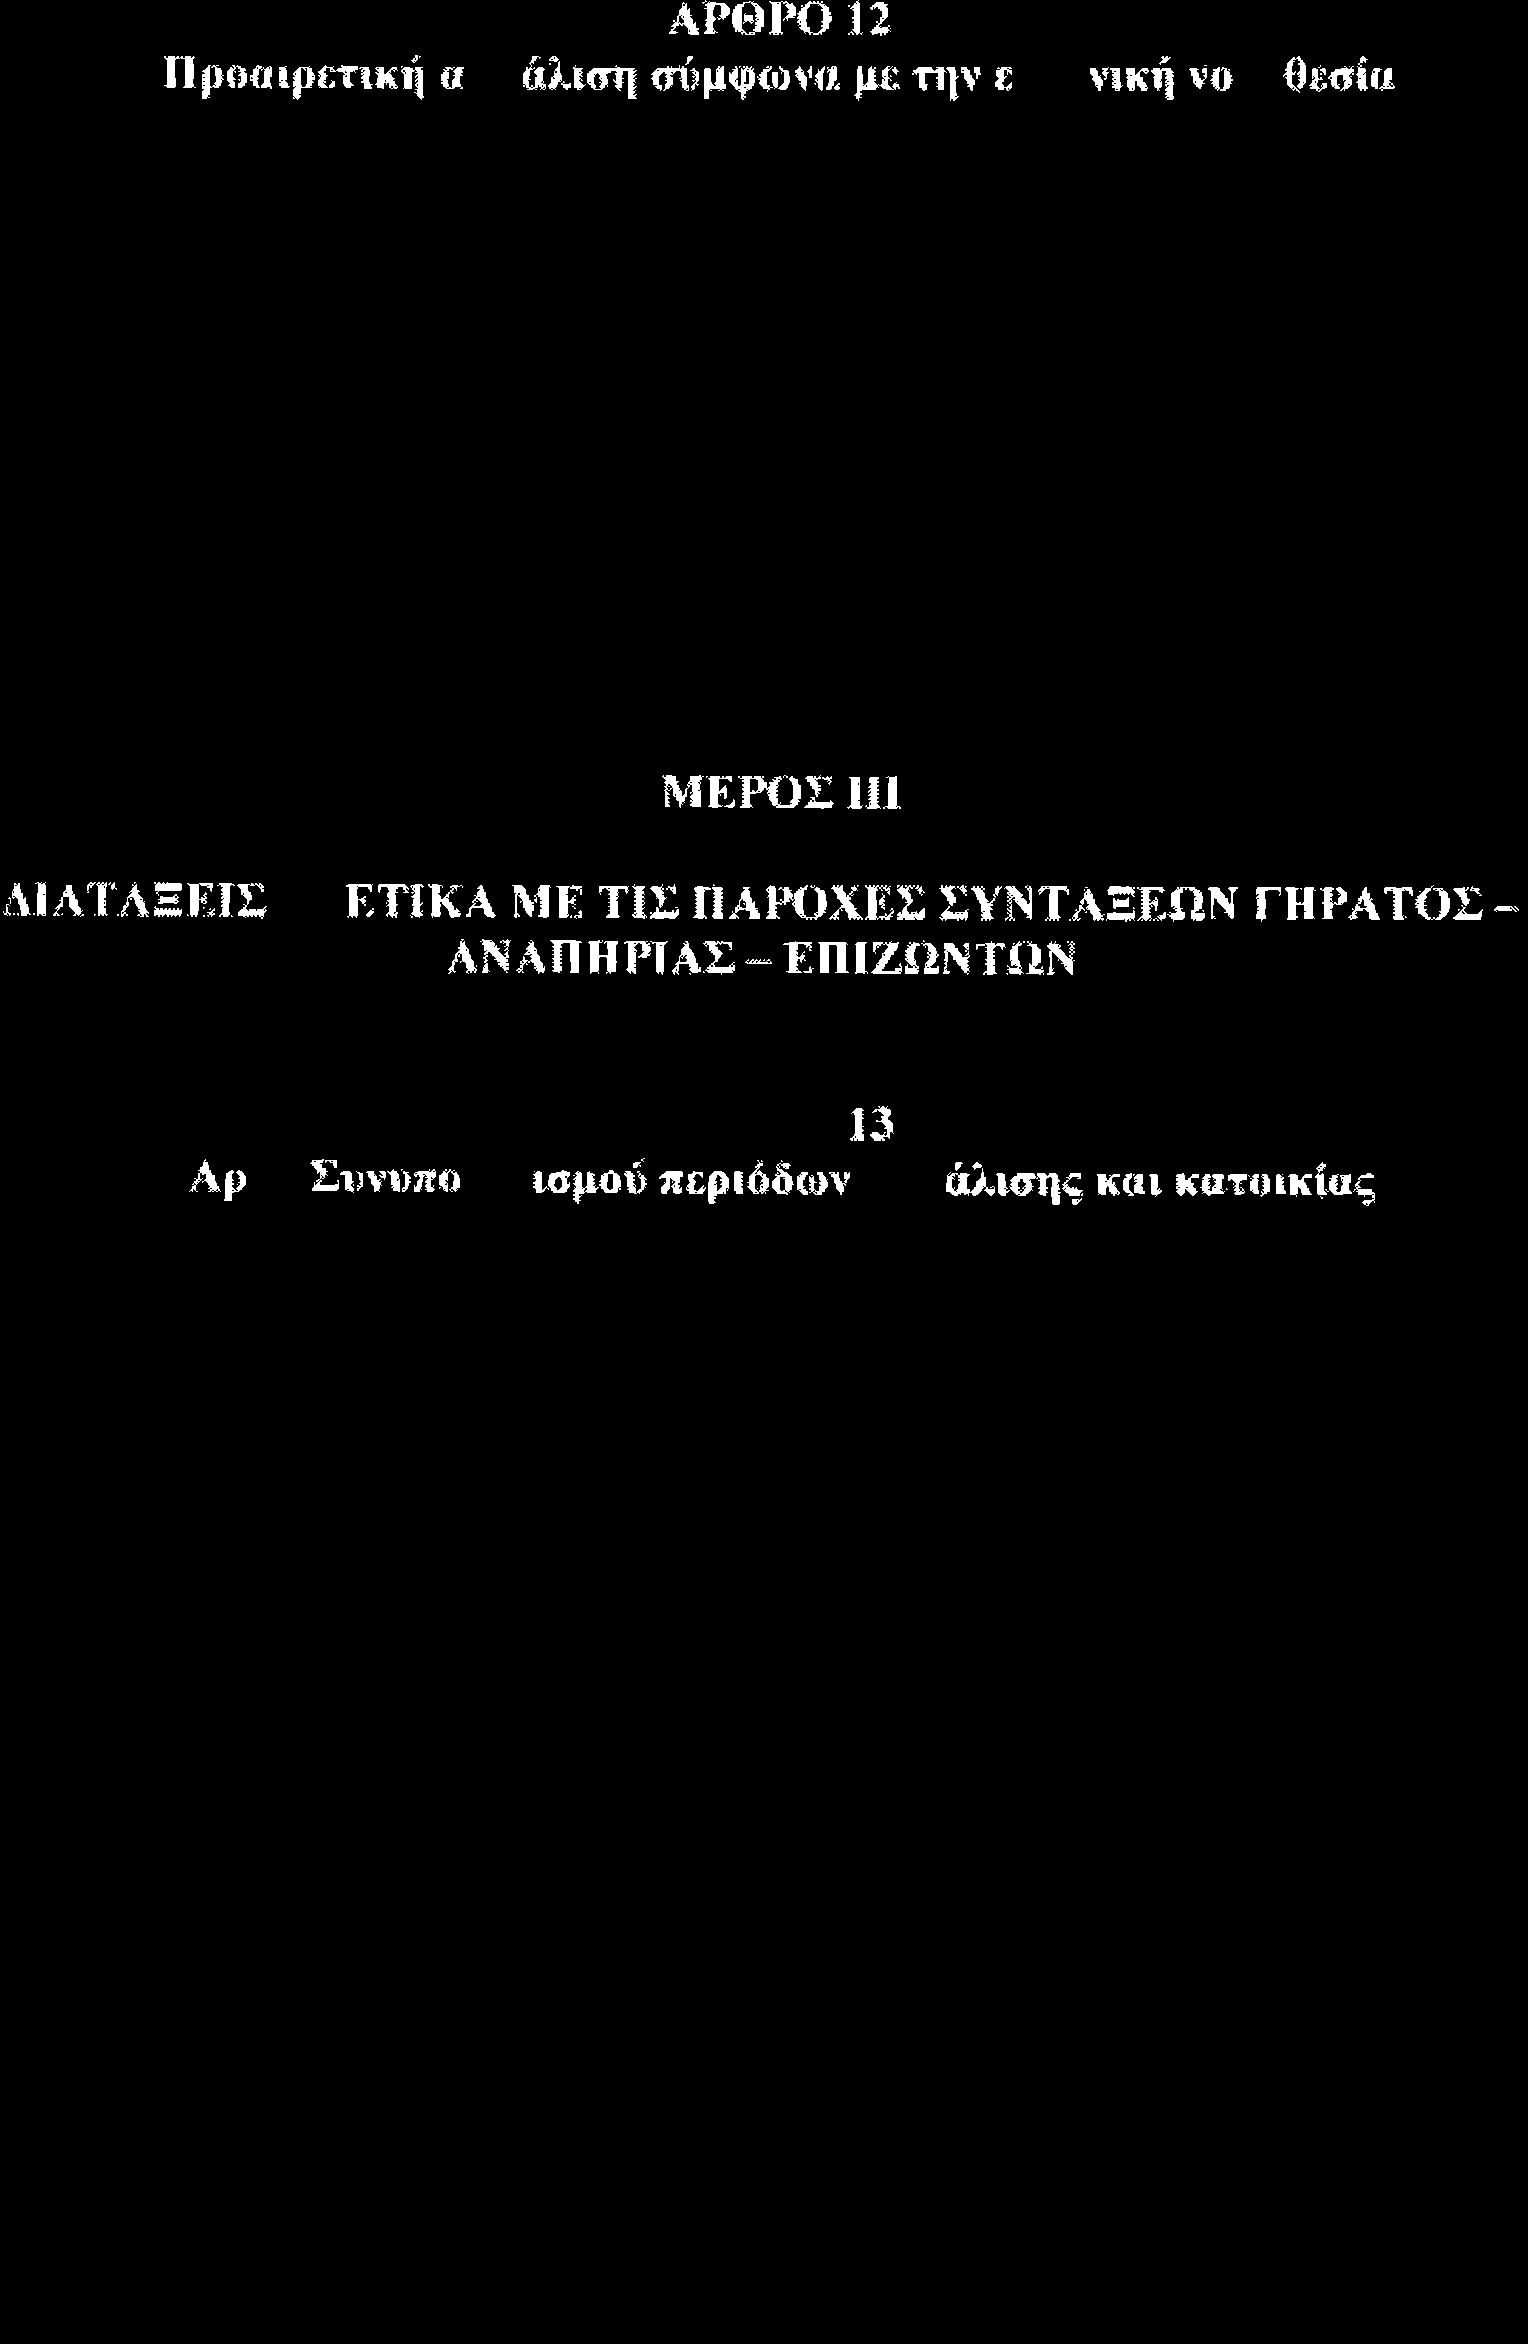 ΑΡΘΡΟ 12
Προαιρετική α άλιση σύμφωνα με την ε νική νο θεσία
ΜΕΡΟΣ ΙΙΙ
ΔΙΑΤΑΞΕΙΣ ΕΤΙΚΑ ΜΕ ΤΙΣ ΠΑΡΟΧΕΣ ΣΥΝΤΑΞΕΩΝ ΓΗΡΑΤΟΣ –
ΑΝΑΠΗΡΙΑΣ – ΕΠΙΖΩΝΤΩΝ
13
Αρ Συνυπο ισμού περιόδων άλισης και κατοικίας